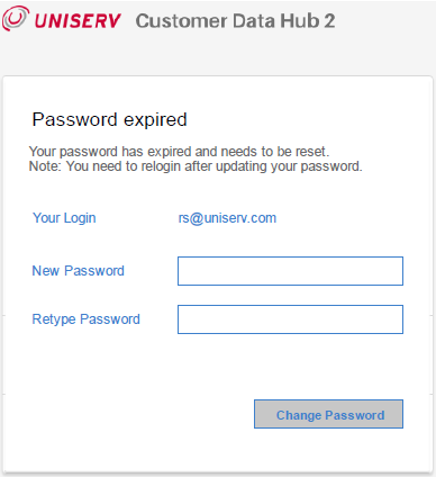 UNISERV Customer Data Hub 2
Password expired
Your password has expired and needs to be reset.
Note: You need to relogin after updating your password.
Your Login rs@uniserv.com
New Password
Retype Password
Change Password